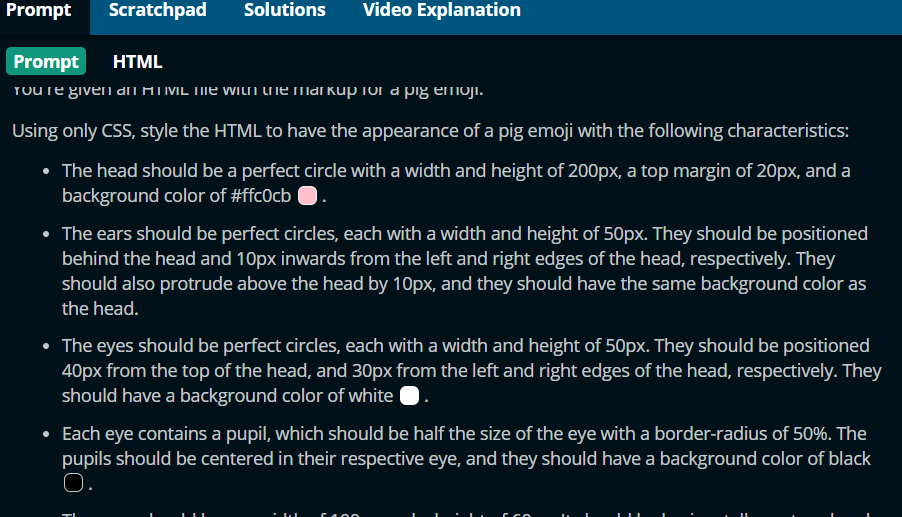 Prompt Scratchpad Solutions Video Explanation
Prompt HTML
You're given an HTML file with the markup for a pig emoji.
Using only CSS, style the HTML to have the appearance of a pig emoji with the following characteristics:
• The head should be a perfect circle with a width and height of 200px, a top margin of 20px, and a
background color of #ffc0cb .
• The ears should be perfect circles, each with a width and height of 50px. They should be positioned
behind the head and 10px inwards from the left and right edges of the head, respectively. They
should also protrude above the head by 10px, and they should have the same background color as
the head.
• The eyes should be perfect circles, each with a width and height of 50px. They should be positioned
40px from the top of the head, and 30px from the left and right edges of the head, respectively. They
should have a background color of white .
• Each eye contains a pupil, which should be half the size of the eye with a border-radius of 50%. The
pupils should be centered in their respective eye, and they should have a background color of black
.